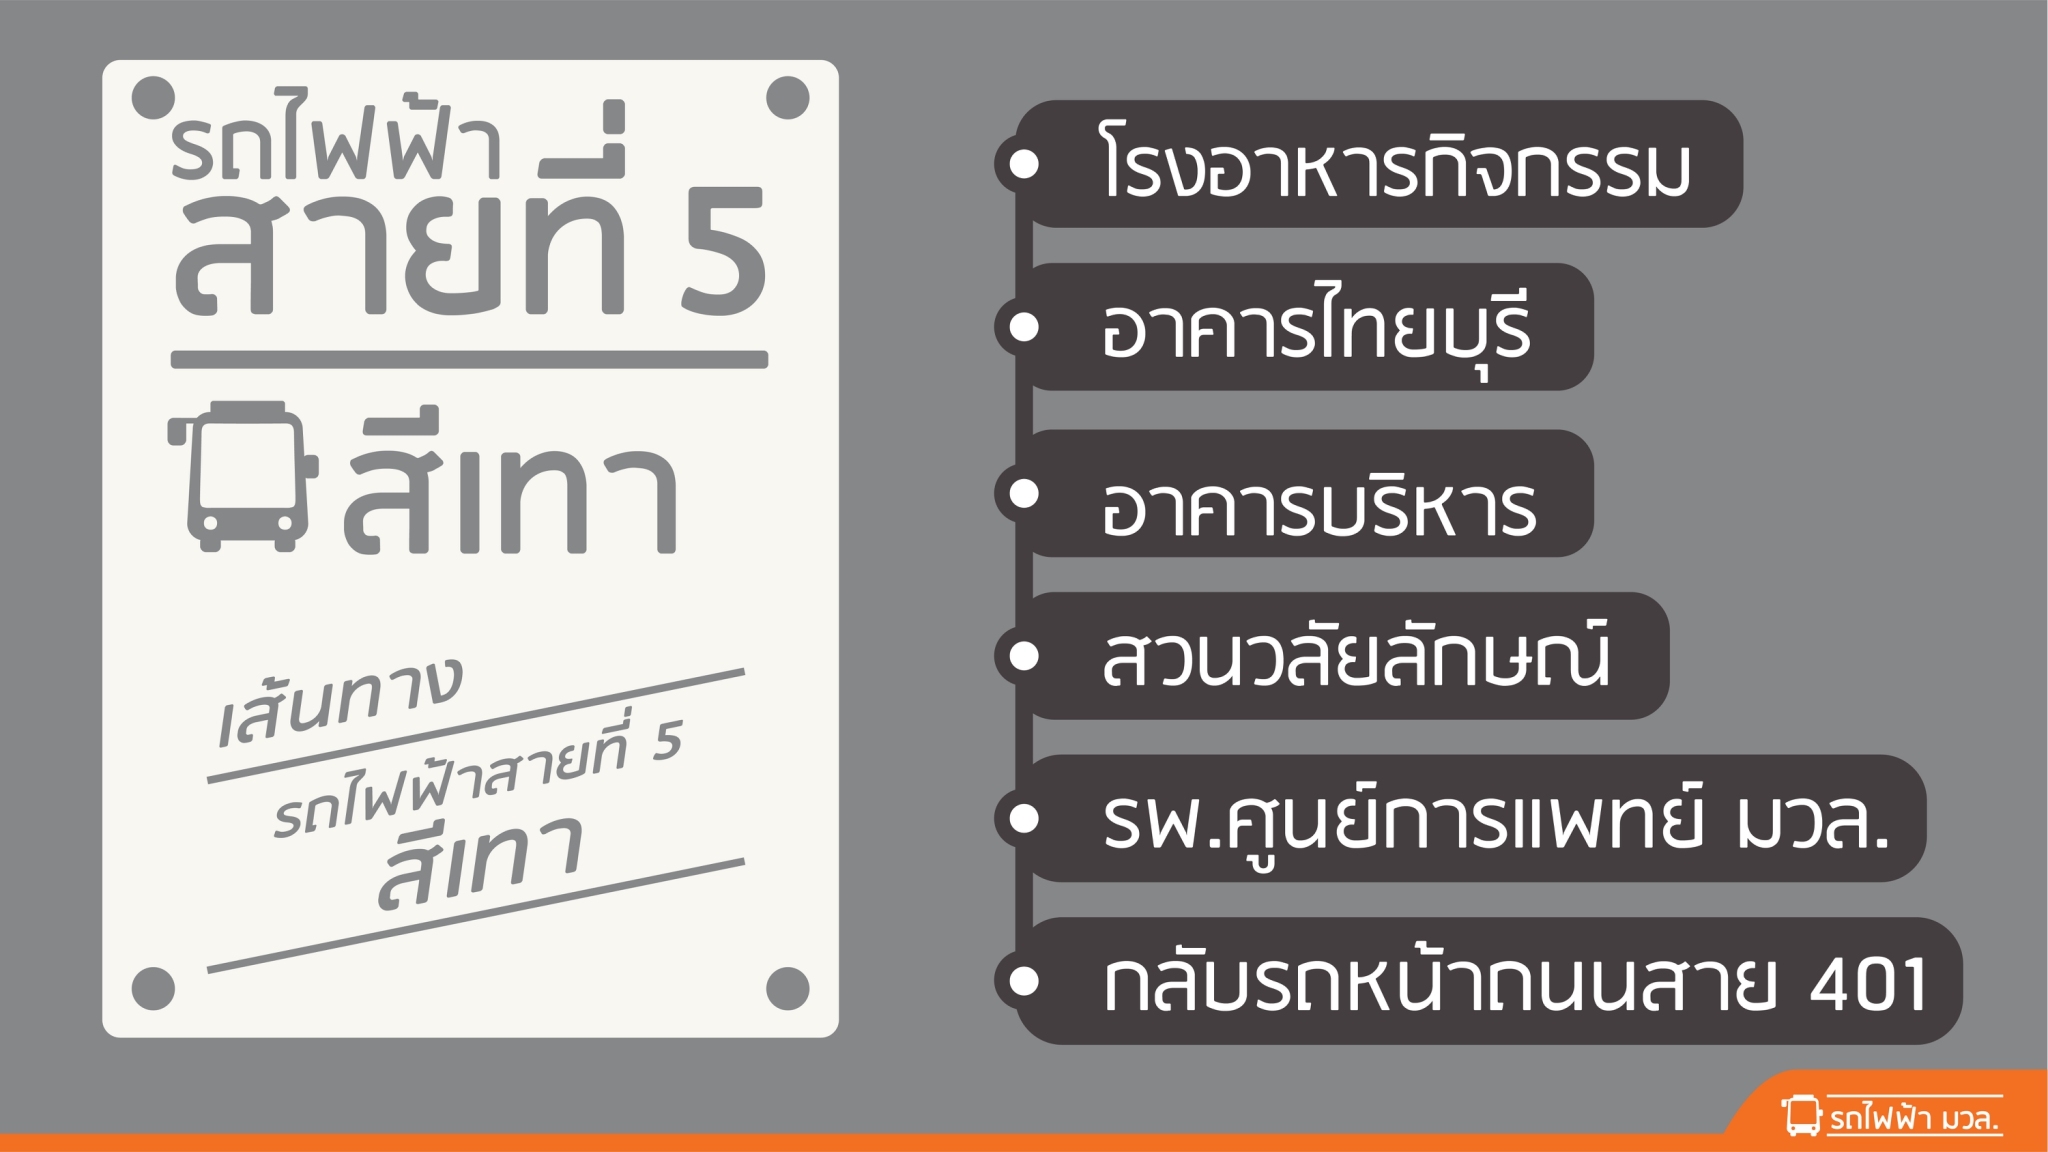 รถไฟฟ้า
สายที่ 5
สีเทา
เส้นทาง
รถไฟฟ้าสายที่ 5
สีเทา
โรงอาหารกิจกรรม
อาคารไทยบุรี
อาคารบริหาร
สวนวลัยลักษณ์
รพ.ศูนย์การแพทย์ มวล.
กลับรถหน้าถนนสาย 401
รถไฟฟ้า มวล.